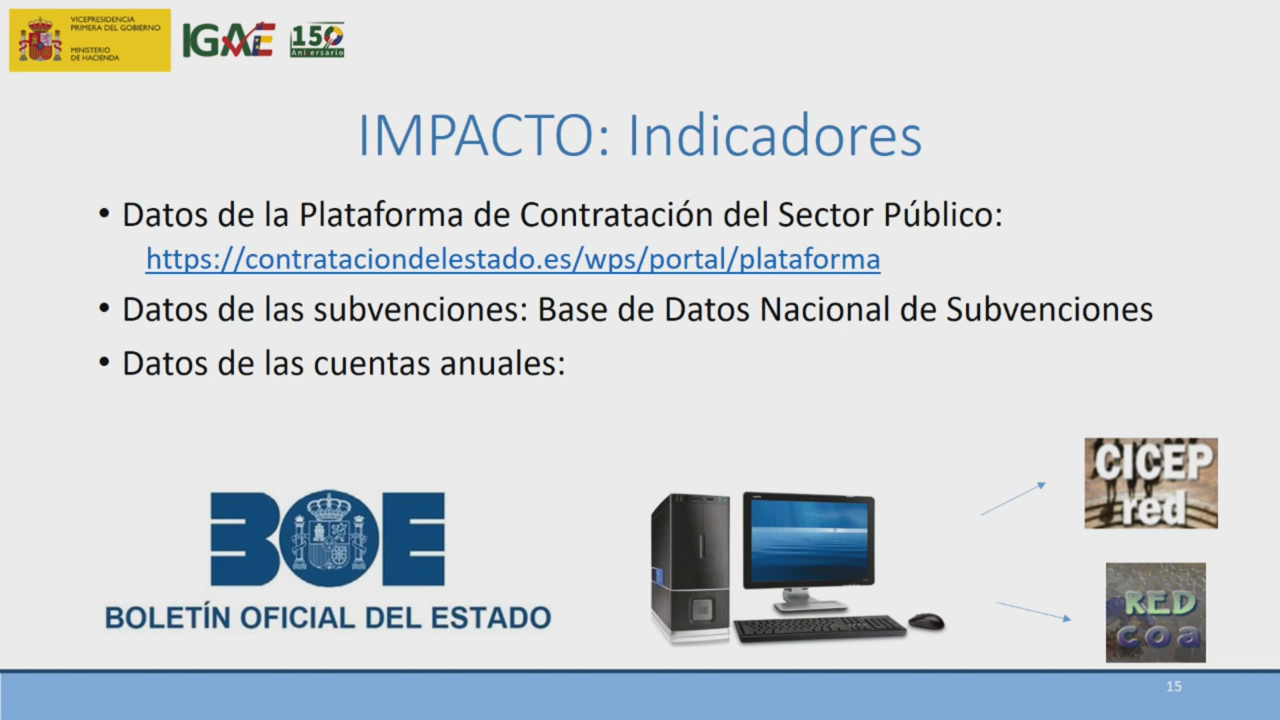 VICEPRESIDENCIA
PRIMERA DEL GOBIERNO
MINISTERIO
DE HACIENDA
IGAE
150
Ani ersario
IMPACTO: Indicadores
• Datos de la Plataforma de Contratación del Sector Público:
https://contrataciondelestado.es/wps/portal/plataforma
• Datos de las subvenciones: Base de Datos Nacional de Subvenciones
• Datos de las cuentas anuales:
BOE
BOLETÍN OFICIAL DEL ESTADO
CICEP
red
RED
coa
15